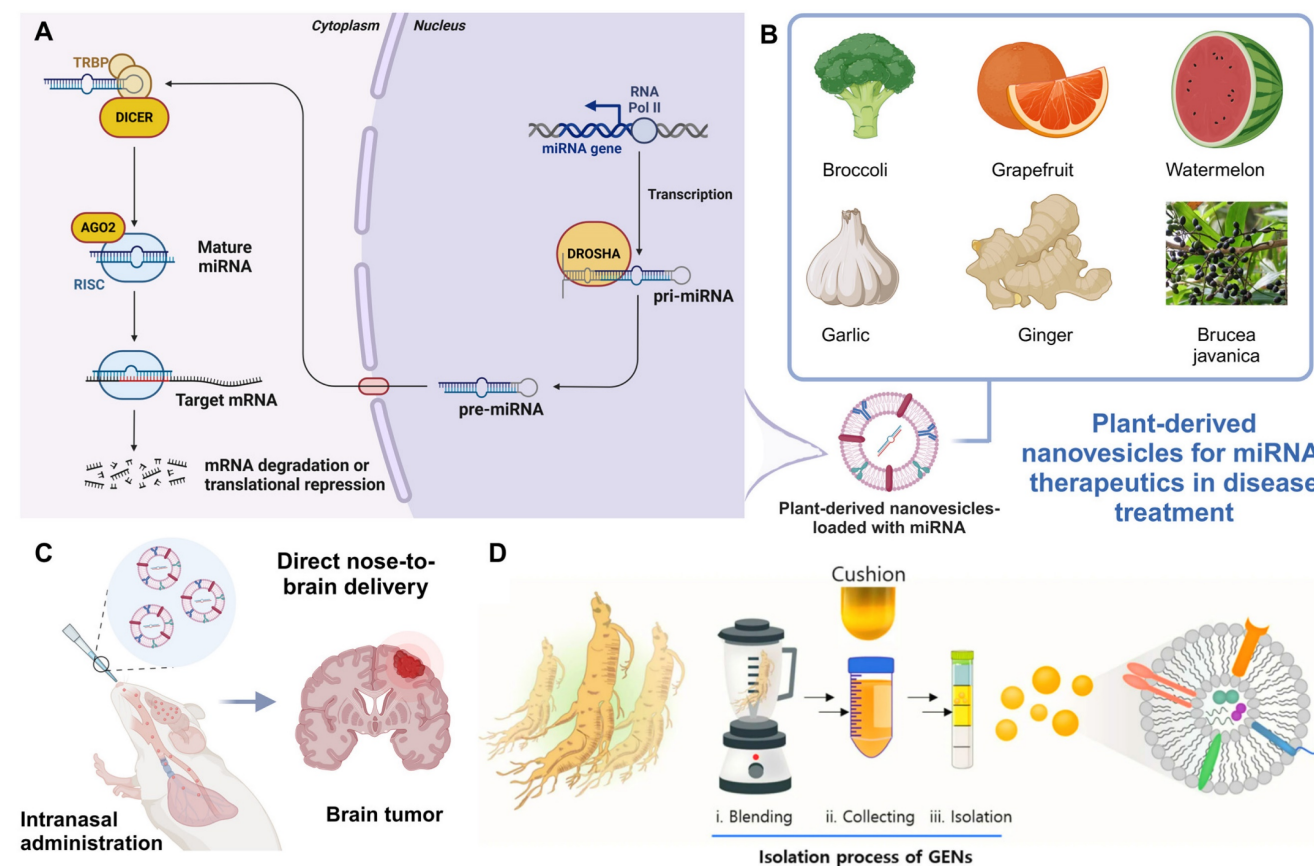 A
Cytoplasm
Nucleus
TRBP
DICER
RNA
Pol II
miRNA gene
Transcription
AGO2
RISC
Mature
miRNA
DROSHA
pri-miRNA
pre-miRNA
Target mRNA
mRNA degradation or
translational repression
B
Broccoli
Grapefruit
Watermelon
Garlic
Ginger
Brucea
javanica
Plant-derived nanovesicles-
loaded with miRNA
Plant-derived
nanovesicles for miRNA
therapeutics in disease
treatment
C
Direct nose-to-
brain delivery
Intranasal
administration
Brain tumor
D
Cushion
i. Blending
ii. Collecting
iii. Isolation
Isolation process of GENs